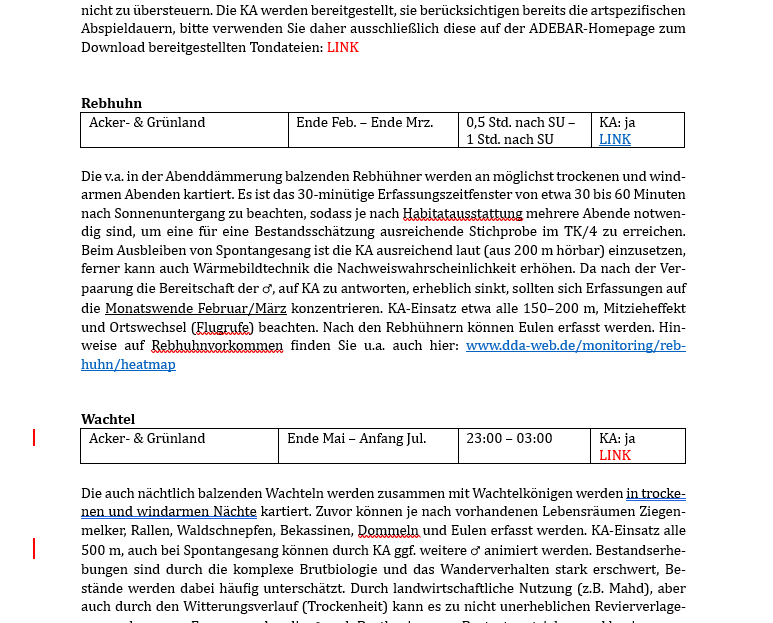 nicht zu übersteuern. Die KA werden bereitgestellt, sie berücksichtigen bereits die artspezifischen
Abspieldauern, bitte verwenden Sie daher ausschließlich diese auf der ADEBAR-Homepage zum
Download bereitgestellten Tondateien: LINK
Rebhuhn
Acker- & Grünland Ende Feb. – Ende Mrz. 0,5 Std. nach SU – KA: ja
1 Std. nach SU LINK
Die v.a. in der Abenddämmerung balzenden Rebhühner werden an möglichst trockenen und wind-
armen Abenden kartiert. Es ist das 30-minütige Erfassungszeitfenster von etwa 30 bis 60 Minuten
nach Sonnenuntergang zu beachten, sodass je nach Habitatausstattung mehrere Abende notwen-
dig sind, um eine für eine Bestandsschätzung ausreichende Stichprobe im TK/4 zu erreichen.
Beim Ausbleiben von Spontangesang ist die KA ausreichend laut (aus 200 m hörbar) einzusetzen,
ferner kann auch Wärmebildtechnik die Nachweiswahrscheinlichkeit erhöhen. Da nach der Ver-
paarung die Bereitschaft der ♂, auf KA zu antworten, erheblich sinkt, sollten sich Erfassungen auf
die Monatswende Februar/März konzentrieren. KA-Einsatz etwa alle 150–200 m, Mitzieheffekt
und Ortswechsel (Flugrufe) beachten. Nach den Rebhühnern können Eulen erfasst werden. Hin-
weise auf Rebhuhnvorkommen finden Sie u.a. auch hier: www.dda-web.de/monitoring/reb-
huhn/heatmap
Wachtel
Acker- & Grünland Ende Mai – Anfang Jul. 23:00 – 03:00 KA: ja
LINK
Die auch nächtlich balzenden Wachteln werden zusammen mit Wachtelkönigen werden in trocke-
nen und windarmen Nächte kartiert. Zuvor können je nach vorhandenen Lebensräumen Ziegen-
melker, Rallen, Waldschnepfen, Bekassinen, Dommeln und Eulen erfasst werden. KA-Einsatz alle
500 m, auch bei Spontangesang können durch KA ggf. weitere ♂ animiert werden. Bestandserhe-
bungen sind durch die komplexe Brutbiologie und das Wanderverhalten stark erschwert, Be-
stände werden dabei häufig unterschätzt. Durch landwirtschaftliche Nutzung (z.B. Mahd), aber
auch durch den Witterungsverlauf (Trockenheit) kann es zu nicht unerheblichen Revierverlage-